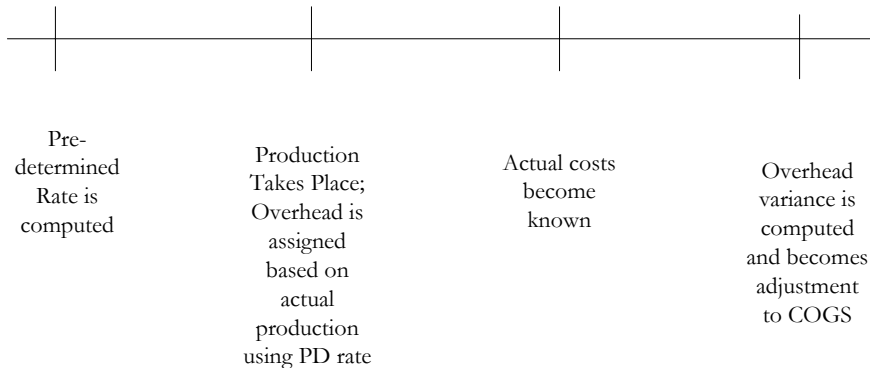 Pre-
determined
Rate is
computed
Production
Takes Place;
Overhead is
assigned
based on
actual
production
using PD rate
Actual costs
become
known
Overhead
variance is
computed
and becomes
adjustment
to COGS